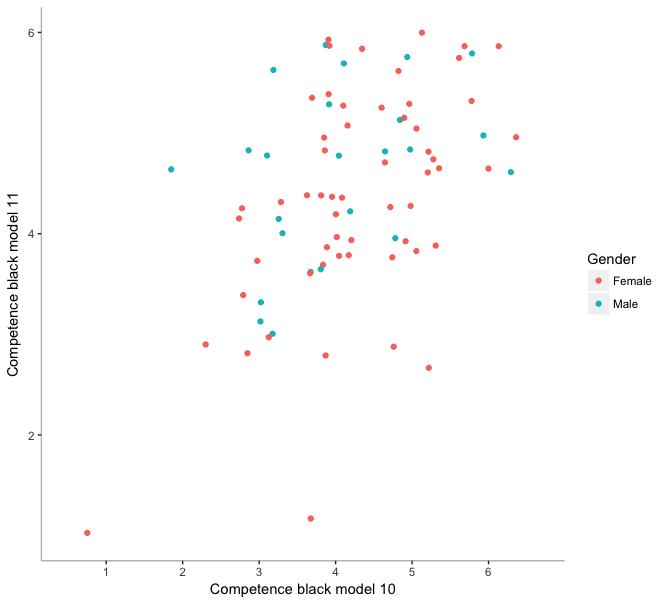 6
4
2
Competence black model 11
1 2 3 4 5 6
Competence black model 10
Gender
Female
Male